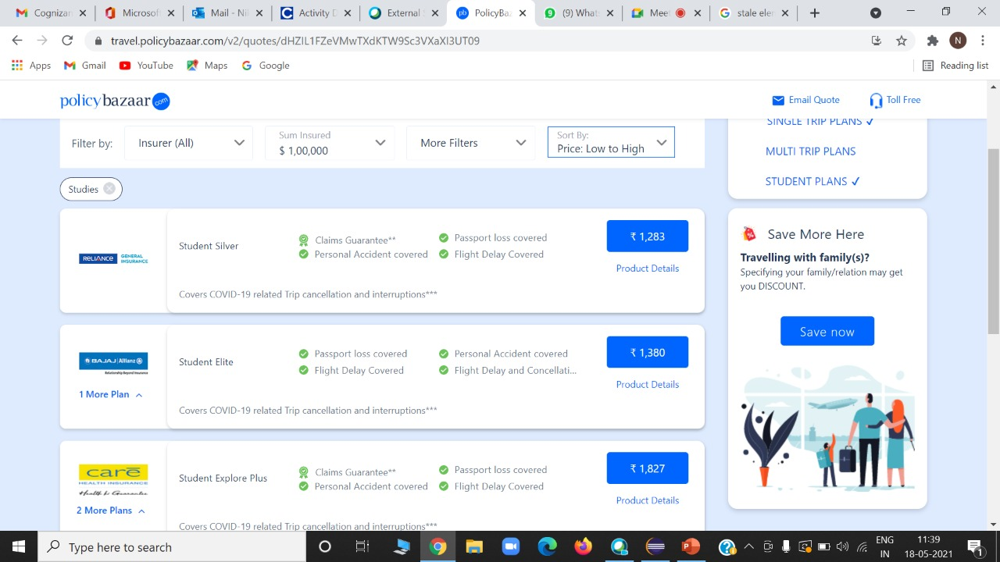 Cognizan
Microsof
Mail - Ni
Activity D
External S
PolicyBa
(9) What
Meet
stale eler
travel.policybazaar.com/v2/quotes/dHZIL1FZeVMwTXdKTW9Sc3VXaXI3UT09
N
Apps
Gmail
YouTube
Maps
Google
Reading list
policybazaar.com
Email Quote
Toll Free
Filter by:
Insurer (All)
Sum Insured
$ 1,00,000
More Filters
Sort By:
Price: Low to High
SINGLE TRIP PLANS ✓
MULTI TRIP PLANS
STUDENT PLANS ✓
Studies
RELIANCE GENERAL INSURANCE
Student Silver
Claims Guarantee**
Passport loss covered
Personal Accident covered
Flight Delay Covered
₹ 1,283
Product Details
Covers COVID-19 related Trip cancellation and interruptions***
Save More Here
Travelling with family(s)?
Specifying your family/relation may get
you DISCOUNT.
Save now
BAJAJ Allianz
Relationship Beyond Insurance
1 More Plan
Student Elite
Passport loss covered
Personal Accident covered
Flight Delay Covered
Flight Delay and Concellati...
₹ 1,380
Product Details
Covers COVID-19 related Trip cancellation and interruptions***
care
HEALTH INSURANCE
2 More Plans
Student Explore Plus
Claims Guarantee**
Passport loss covered
Personal Accident covered
Flight Delay Covered
₹ 1,827
Product Details
Covers COVID-19 related Trip cancellation and interruptions***
Type here to search
ENG
IN
11:39
18-05-2021
1